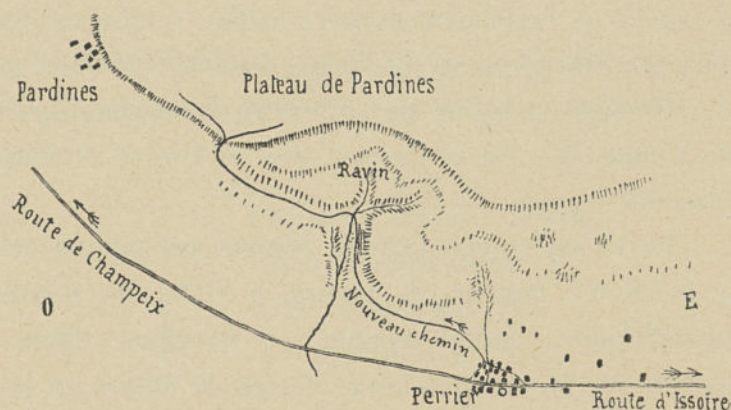 Pardines
Plateau de Pardines
Ravin
Route de Champeix
O
Nouveau chemin
E
Perrier
Route d'Issoire